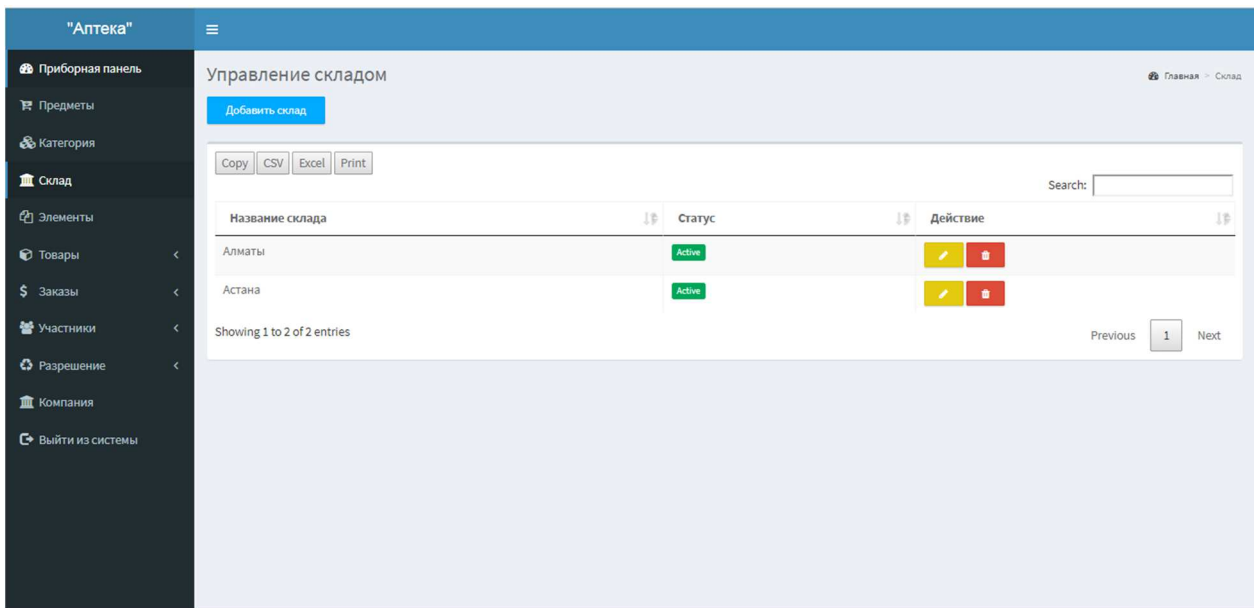 "Аптека"
Приборная панель
Предметы
Категория
Склад
Элементы
Товары
Заказы
Участники
Разрешение
Компания
Выйти из системы
Управление складом
Главная > Склад
Добавить склад
Copy CSV Excel Print
Search:
Название склада Статус Действие
Алматы Active
Астана Active
Showing 1 to 2 of 2 entries
Previous 1 Next